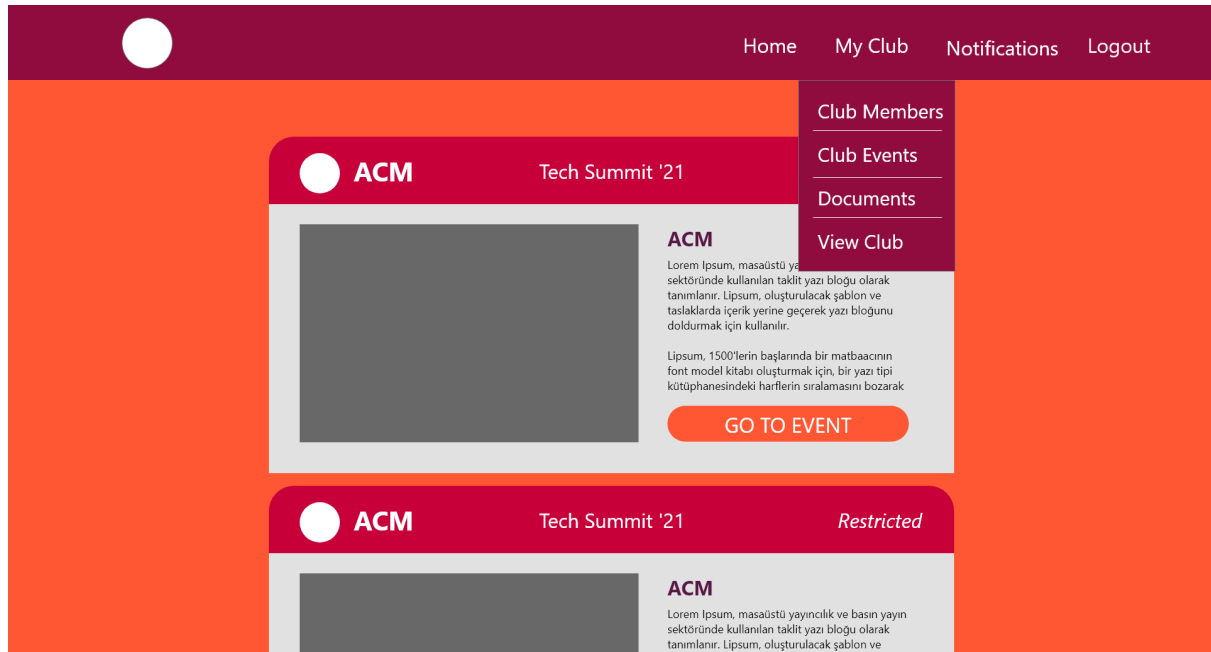 Home My Club Notifications Logout
Club Members
Club Events
Documents
View Club
ACM Tech Summit '21
ACM
Lorem Ipsum, masaüstü
sektöründe kullanılan taklit yazı bloğu olarak
tanımlanır. Lipsum, oluşturulacak şablon ve
taslaklarda içerik yerine geçerek yazı bloğunu
doldurmak için kullanılır.
Lipsum, 1500'lerin başlarında bir matbaacının
font model kitabı oluşturmak için, bir yazı tipi
kütüphanesindeki harflerin sıralamasını bozarak
GO TO EVENT
ACM Tech Summit '21 Restricted
ACM
Lorem Ipsum, masaüstü yayıncılık ve basın yayın
sektöründe kullanılan taklit yazı bloğu olarak
tanımlanır. Lipsum, oluşturulacak şablon ve